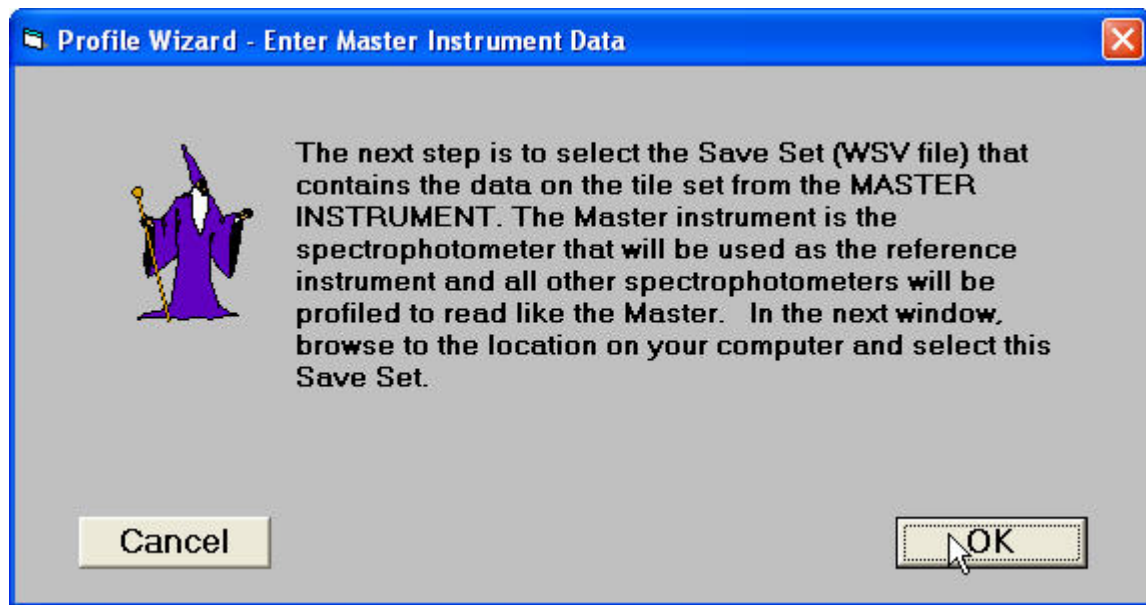 Profile Wizard - Enter Master Instrument Data
The next step is to select the Save Set (WSV file) that
contains the data on the tile set from the MASTER
INSTRUMENT. The Master instrument is the
spectrophotometer that will be used as the reference
instrument and all other spectrophotometers will be
profiled to read like the Master.   In the next window,
browse to the location on your computer and select this
Save Set.
Cancel
OK